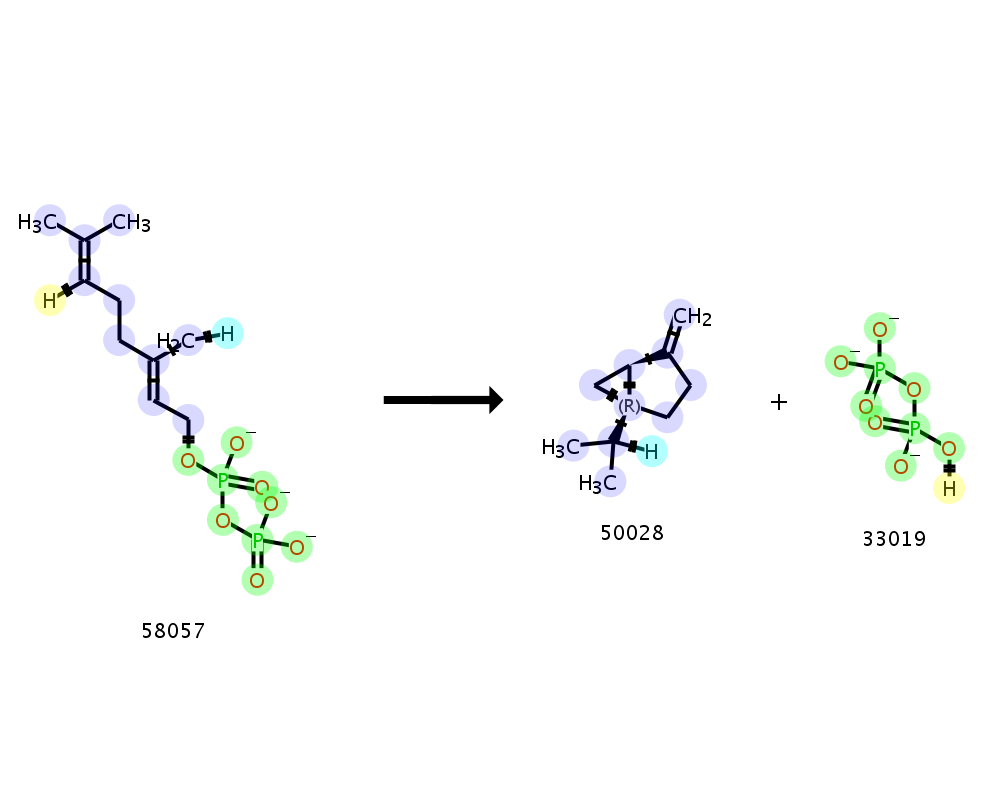 H₃C CH₃
H
H₂C H
O O⁻
P O O⁻
O P O⁻
O
58057
CH₂
(R)
H₃C H
H₃C
50028
+
O⁻
O⁻ P O
O O P O
O⁻ H
33019